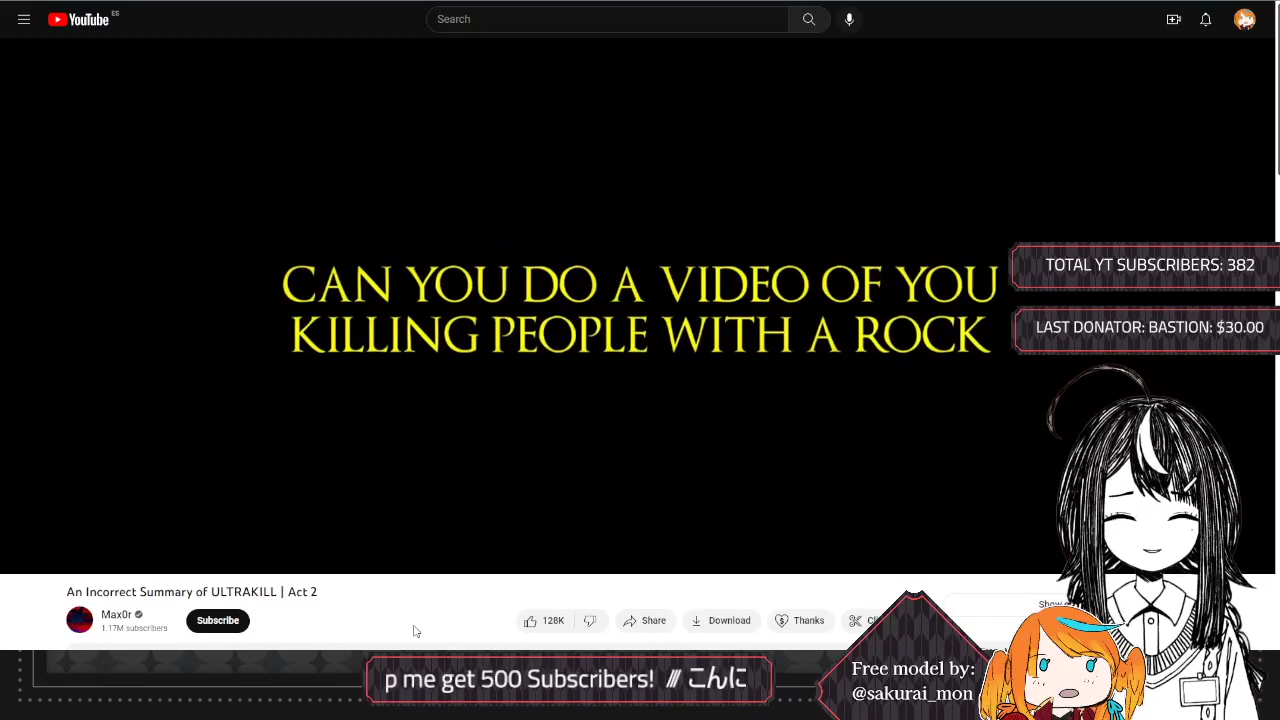 YouTube ES
Search
CAN YOU DO A VIDEO OF YOU
KILLING PEOPLE WITH A ROCK
TOTAL YT SUBSCRIBERS: 382
LAST DONATOR: BASTION: $30.00
An Incorrect Summary of ULTRAKILL | Act 2
Max0r
1.17M subscribers
Subscribe
128K
Share
Download
Thanks
p me get 500 Subscribers! /// こんに
Free model by:
@sakurai_mon